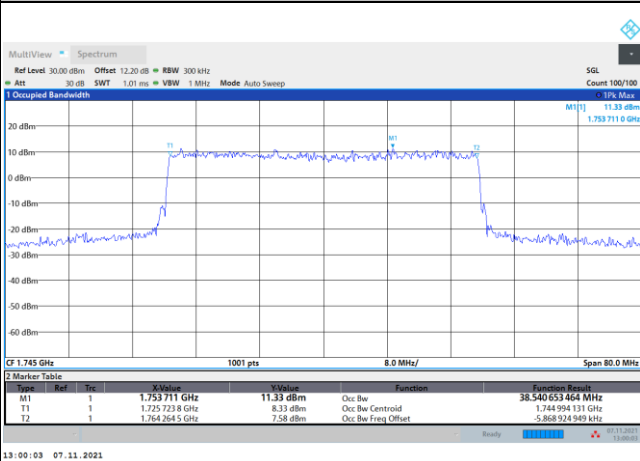 MultiView Spectrum
Ref Level 30.00 dBm Offset 12.20 dB RBW 300 kHz SGL
Att 30 dB SWT 1.01 ms VBW 1 MHz Mode Auto Sweep Count 100/100
1 Occupied Bandwidth 1Pk Max
M1[1] 11.33 dBm
1.753 711 0 GHz
20 dBm
M1
T1 T2
10 dBm
0 dBm
-10 dBm
-20 dBm
-30 dBm
-40 dBm
-50 dBm
-60 dBm
CF 1.745 GHz 1001 pts 8.0 MHz/ Span 80.0 MHz
2 Marker Table
Type Ref Trc X-Value Y-Value Function Function Result
M1 1 1.753 711 GHz 11.33 dBm Occ Bw 38.540 653 464 MHz
T1 1 1.725 723 8 GHz 8.33 dBm Occ Bw Centroid 1.744 994 131 GHz
T2 1 1.764 264 5 GHz 7.58 dBm Occ Bw Freq Offset -5.868 924 949 kHz
Ready 07.11.2021
13:00:03
13:00:03 07.11.2021